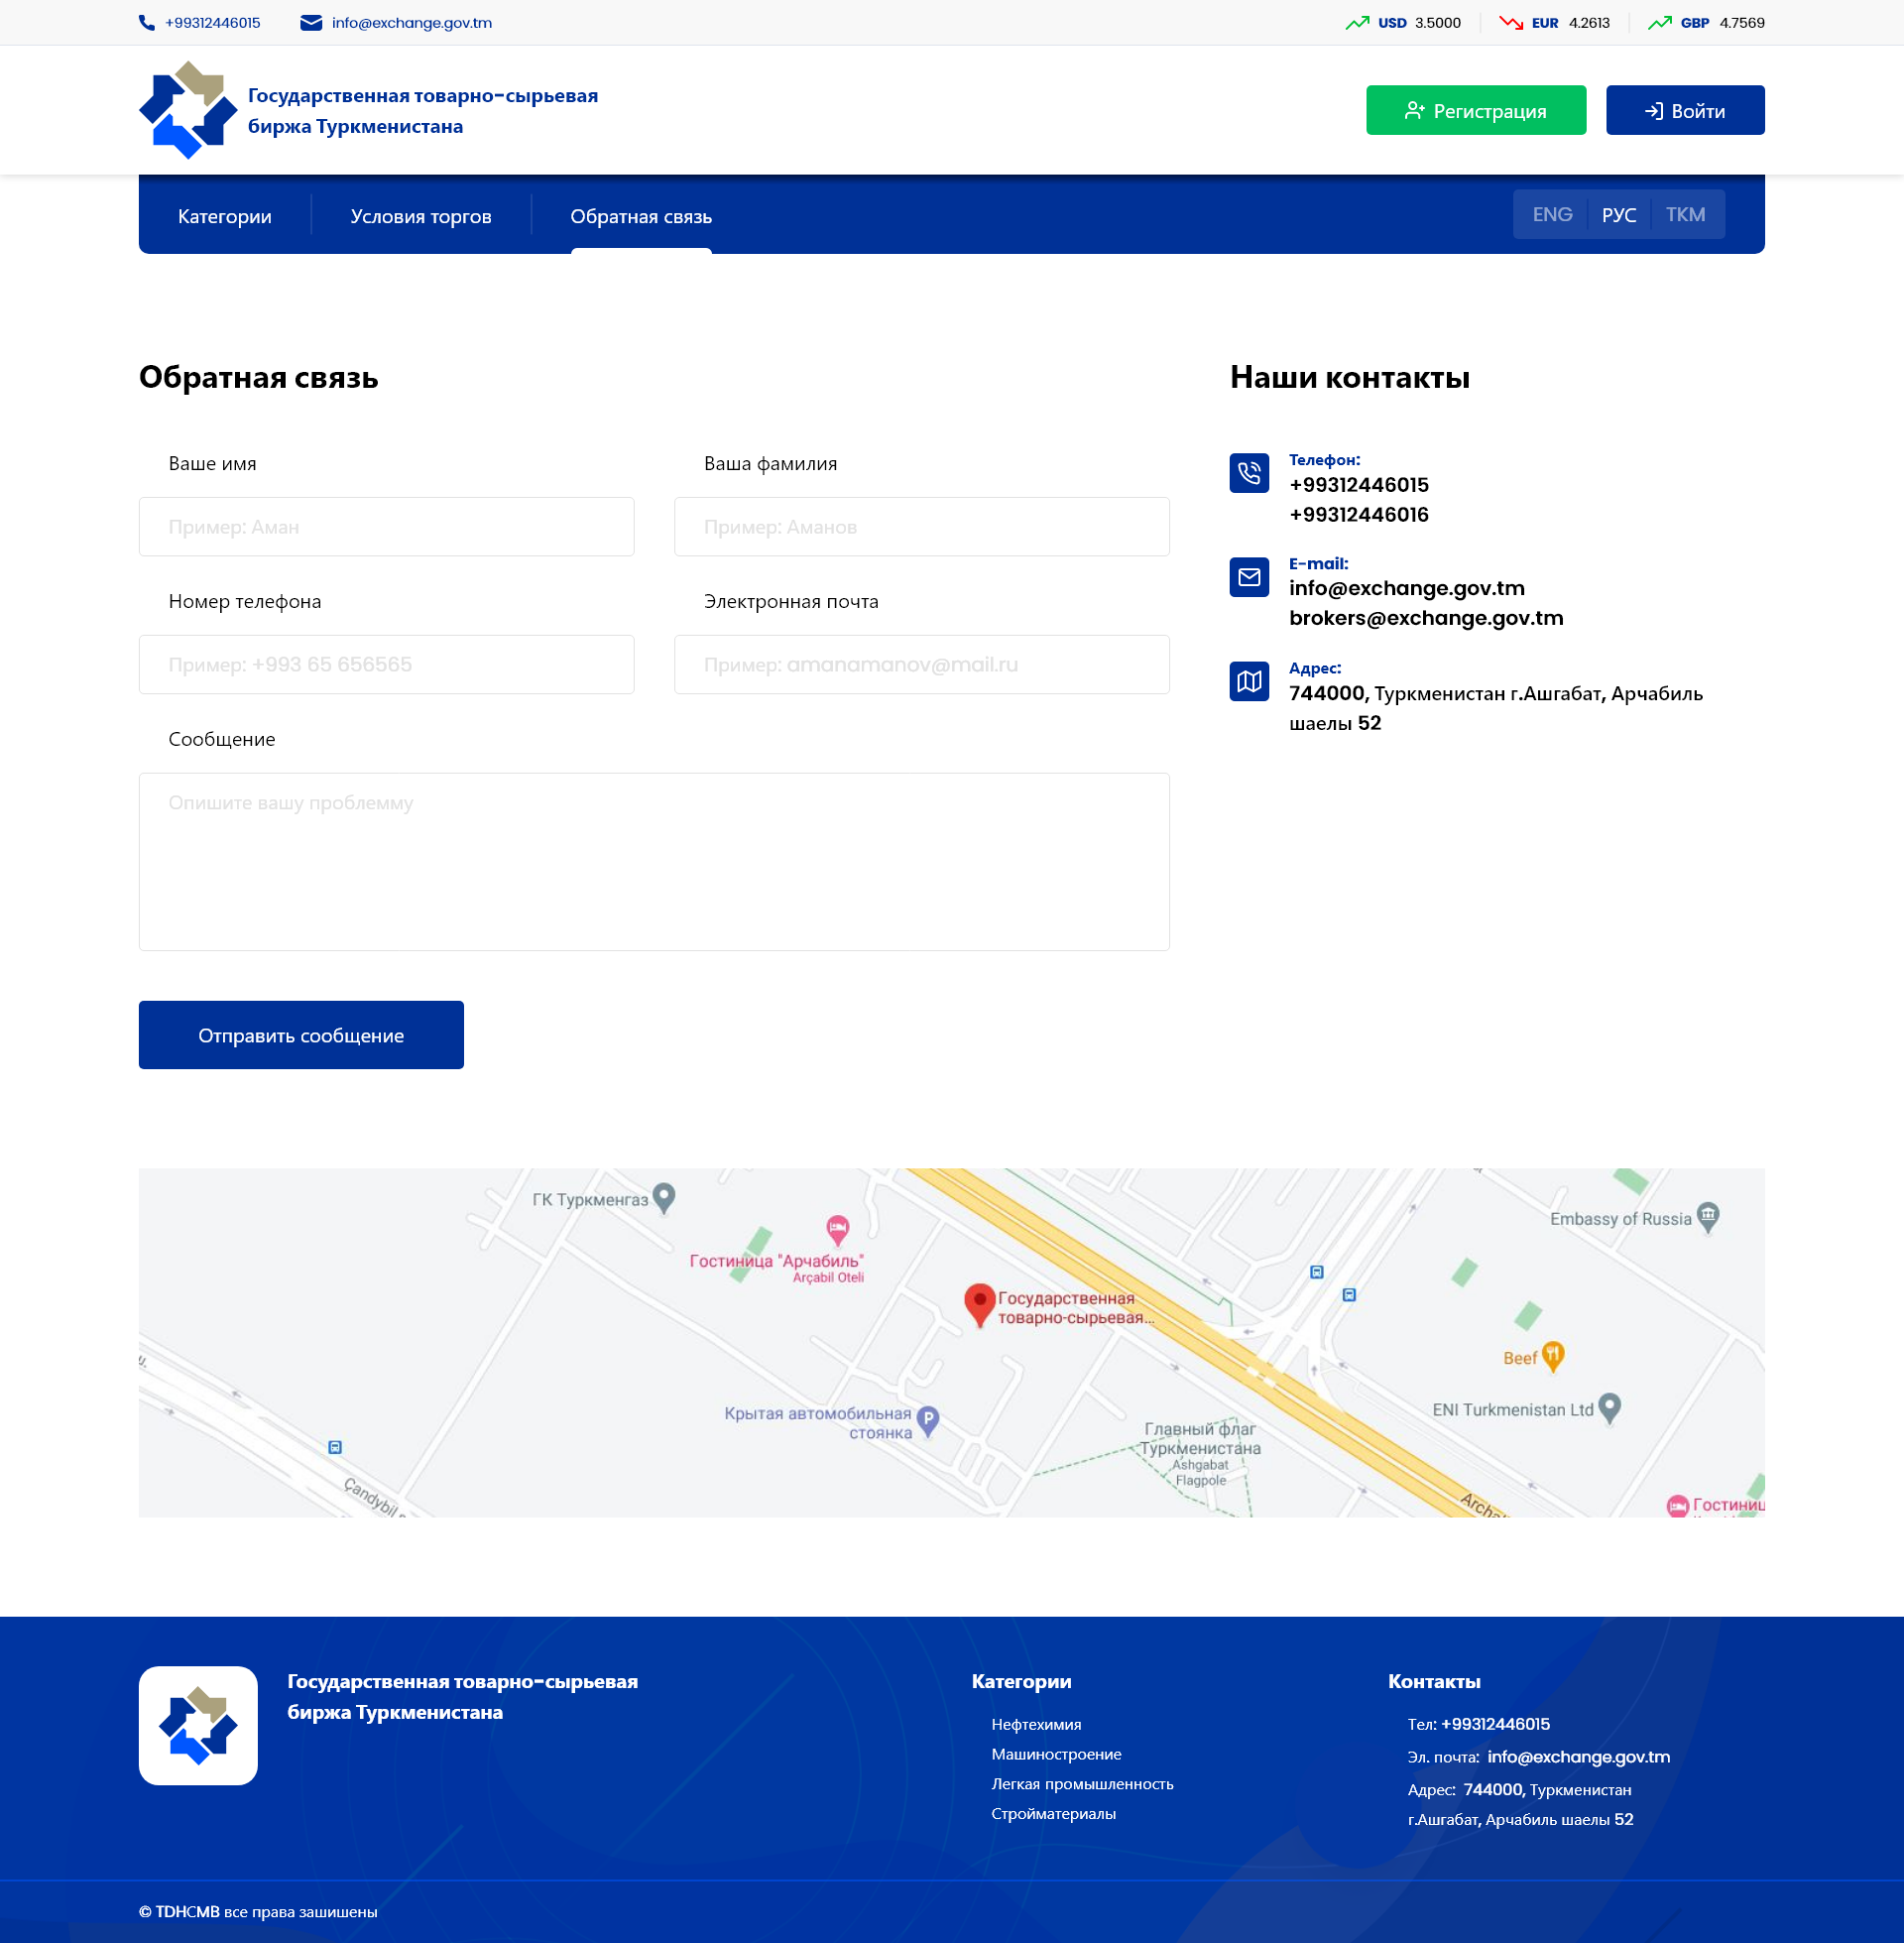 +99312446015 info@exchange.gov.tm USD 3.5000 EUR 4.2613 GBP 4.7569
Государственная товарно-сырьевая
биржа Туркменистана
Регистрация Войти
Категории Условия торгов Обратная связь ENG РУС TKM
Обратная связь
Ваше имя Ваша фамилия
Пример: Аман Пример: Аманов
Номер телефона Электронная почта
Пример: +993 65 656565 Пример: amanamanov@mail.ru
Сообщение
Опишите вашу проблемму
Отправить сообщение
Наши контакты
Телефон:
+99312446015
+99312446016
E-mail:
info@exchange.gov.tm
brokers@exchange.gov.tm
Адрес:
744000, Туркменистан г.Ашгабат, Арчабиль
шаелы 52
ГК Туркменгаз
Embassy of Russia
Гостиница "Арчабиль"
Arçabil Oteli
Государственная
товарно-сырьевая...
Beef
ENI Turkmenistan Ltd
Крытая автомобильная
стоянка
P
Главный флаг
Туркменистана
Ashgabat
Flagpole
Çandybil
Гостиниц
Государственная товарно-сырьевая
биржа Туркменистана
Категории
Нефтехимия
Машиностроение
Легкая промышленность
Стройматериалы
Контакты
Тел: +99312446015
Эл. почта: info@exchange.gov.tm
Адрес: 744000, Туркменистан
г.Ашгабат, Арчабиль шаелы 52
© TDHCMB все права зашишены